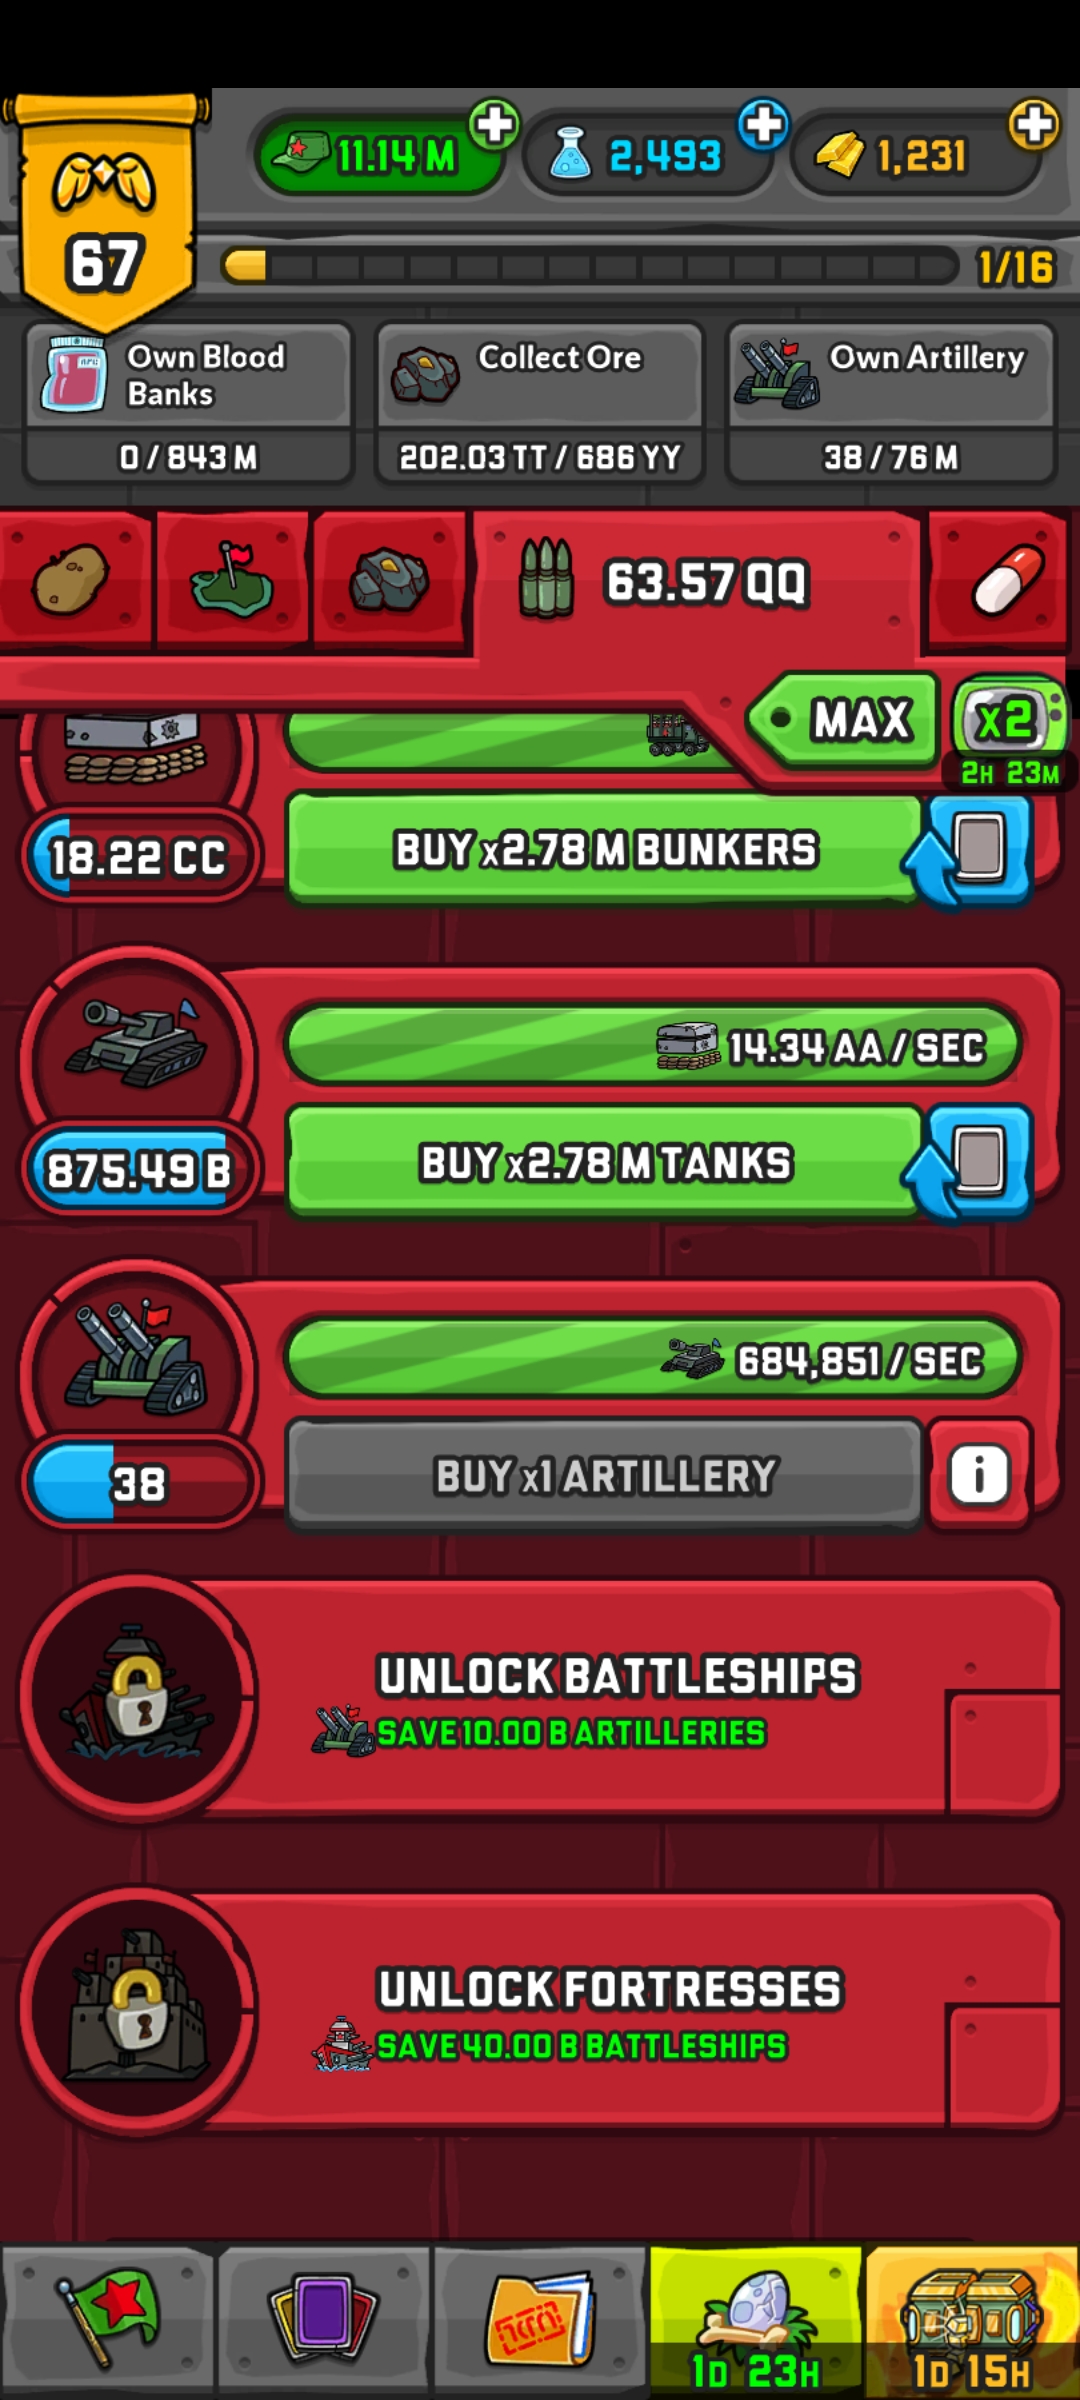 11.14 M
2,493
1,231
67
1/16
Own Blood
Banks
0 / 843 M
Collect Ore
202.03 TT / 686 YY
Own Artillery
38 / 76 M
63.57 QQ
MAX
x2
2H 23M
18.22 CC
BUY x2.78 M BUNKERS
14.34 AA / SEC
875.49 B
BUY x2.78 M TANKS
684,851 / SEC
38
BUY x1 ARTILLERY
i
UNLOCK BATTLESHIPS
SAVE 10.00 B ARTILLERIES
UNLOCK FORTRESSES
SAVE 40.00 B BATTLESHIPS
1D 23H
1D 15H